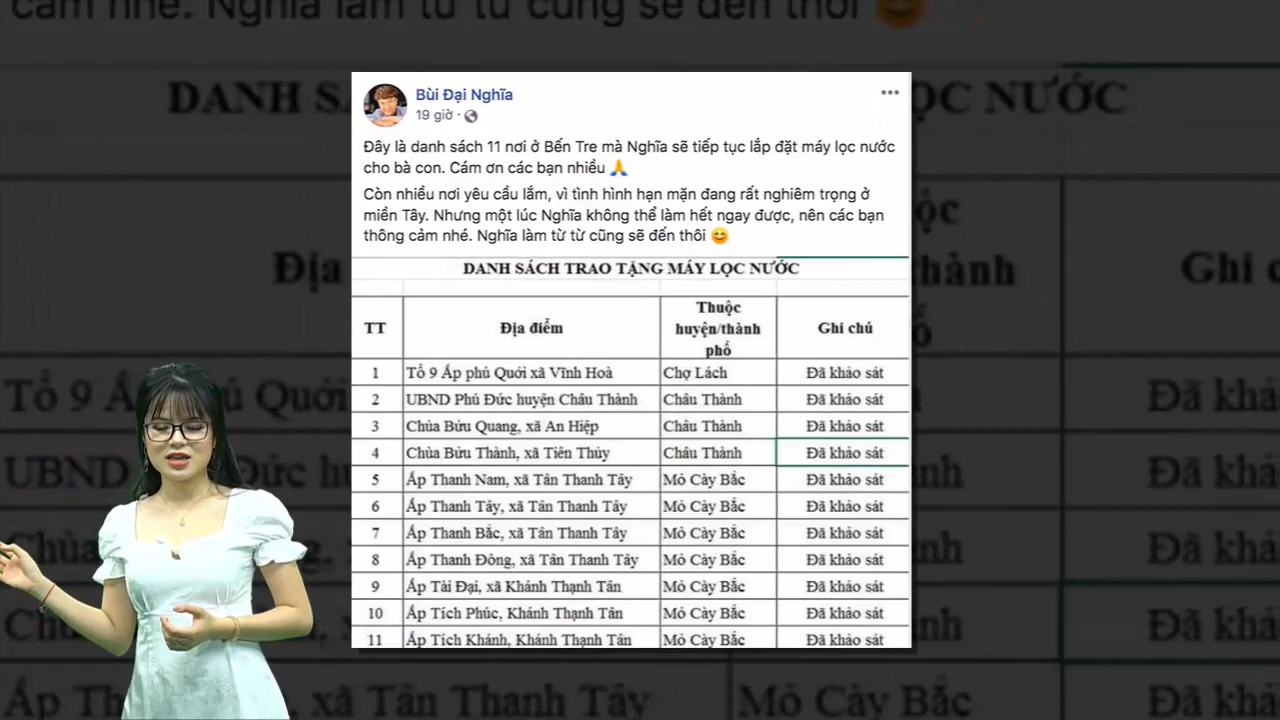 cảm nhé. Nghĩa làm từ từ cũng sẽ đến thôi 😊
Bùi Đại Nghĩa
19 giờ
Đây là danh sách 11 nơi ở Bến Tre mà Nghĩa sẽ tiếp tục lắp đặt máy lọc nước
cho bà con. Cám ơn các bạn nhiều 🙏
Còn nhiều nơi yêu cầu lắm, vì tình hình hạn mặn đang rất nghiêm trọng ở
miền Tây. Nhưng một lúc Nghĩa không thể làm hết ngay được, nên các bạn
thông cảm nhé. Nghĩa làm từ từ cũng sẽ đến thôi 😊
DANH SÁCH TRAO TẶNG MÁY LỌC NƯỚC
TT Địa điểm Thuộc huyện/thành phố Ghi chú
1 Tổ 9 Ấp phú Quới xã Vĩnh Hoà Chợ Lách Đã khảo sát
2 UBND Phú Đức huyện Châu Thành Châu Thành Đã khảo sát
3 Chùa Bửu Quang, xã An Hiệp Châu Thành Đã khảo sát
4 Chùa Bửu Thành, xã Tiên Thủy Châu Thành Đã khảo sát
5 Ấp Thanh Nam, xã Tân Thanh Tây Mỏ Cày Bắc Đã khảo sát
6 Ấp Thanh Tây, xã Tân Thanh Tây Mỏ Cày Bắc Đã khảo sát
7 Ấp Thanh Bắc, xã Tân Thanh Tây Mỏ Cày Bắc Đã khảo sát
8 Ấp Thanh Đông, xã Tân Thanh Tây Mỏ Cày Bắc Đã khảo sát
9 Ấp Tài Đại, xã Khánh Thạnh Tân Mỏ Cày Bắc Đã khảo sát
10 Ấp Tích Phúc, Khánh Thạnh Tân Mỏ Cày Bắc Đã khảo sát
11 Ấp Tích Khánh, Khánh Thạnh Tân Mỏ Cày Bắc Đã khảo sát